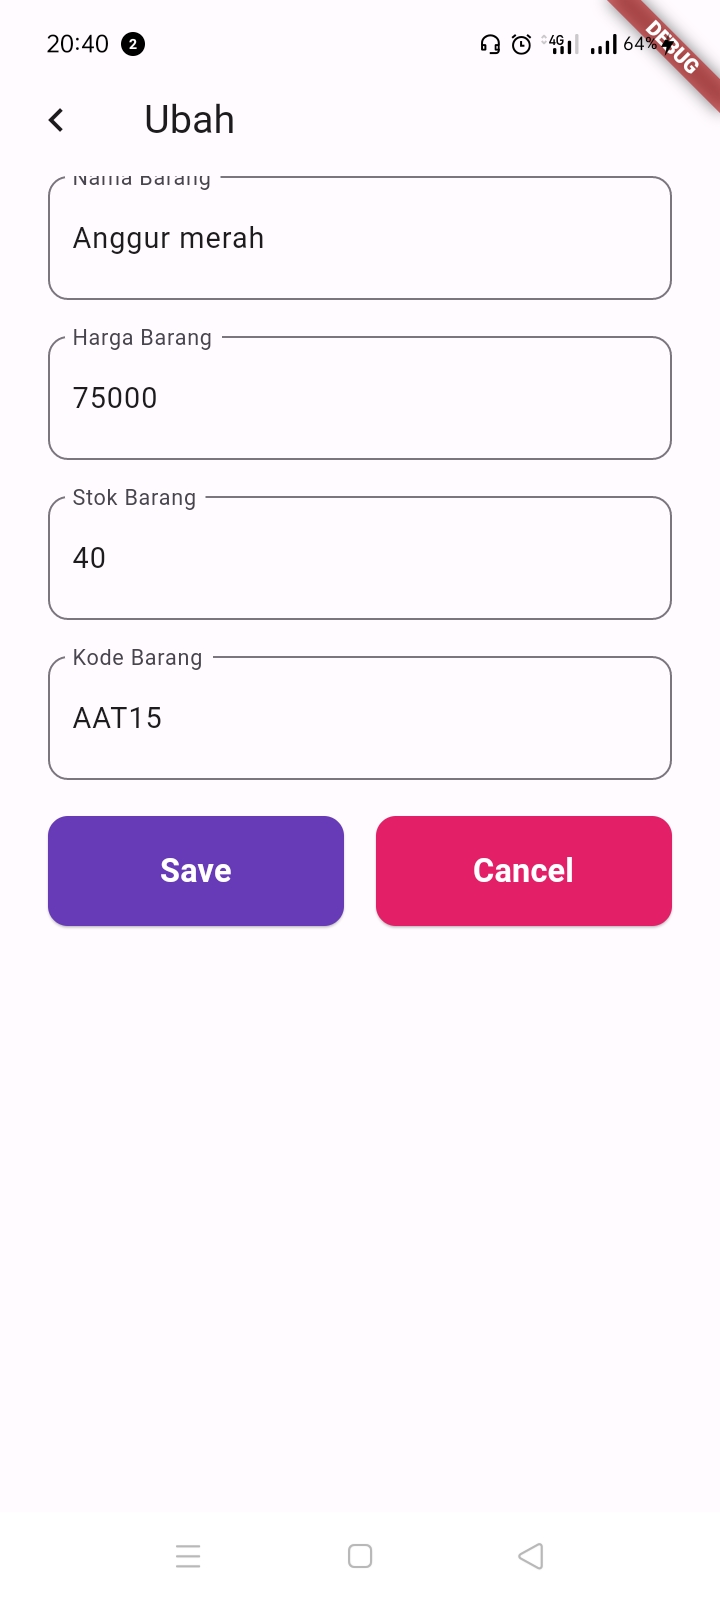 20:40 2 4G 64%
DEBUG
Ubah
Nama Barang
Anggur merah
Harga Barang
75000
Stok Barang
40
Kode Barang
AAT15
Save Cancel